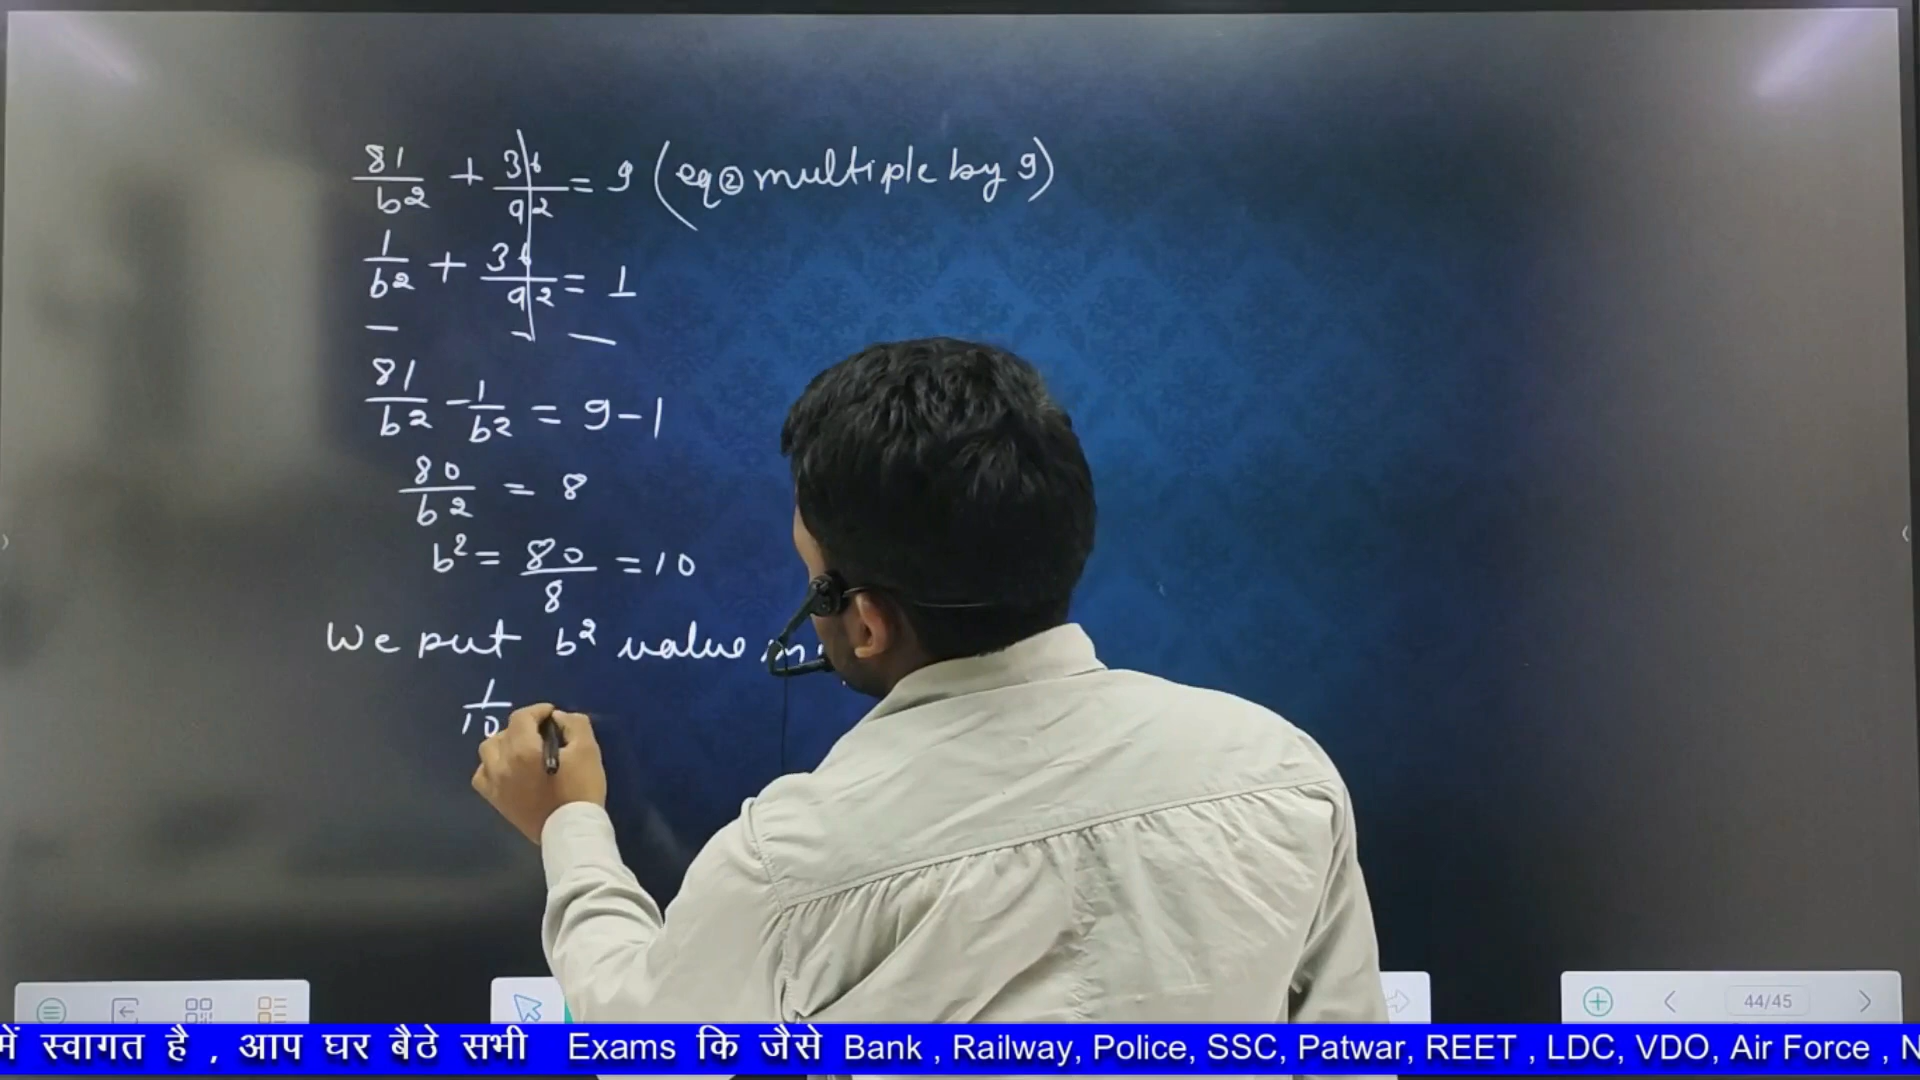 81/b² + 36/a² = 9 (eq② multiple by 9)
1/b² + 36/a² = 1
— — —
81/b² - 1/b² = 9 - 1
80/b² = 8
b² = 80/8 = 10
We put b² value in
1/10
44/45
में स्वागत है , आप घर बैठे सभी Exams कि जैसे Bank , Railway, Police, SSC, Patwar, REET , LDC, VDO, Air Force , N